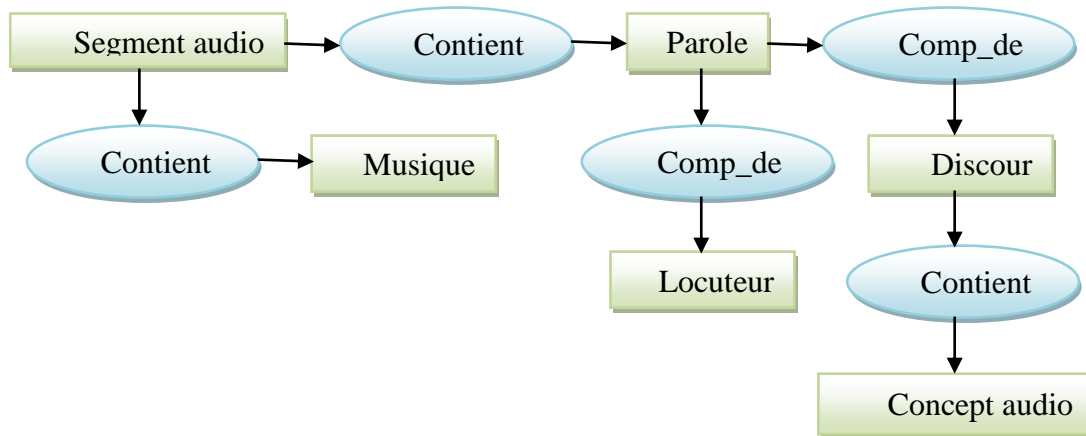 Segment audio
Contient
Parole
Comp_de
Contient
Musique
Comp_de
Discour
Locuteur
Contient
Concept audio